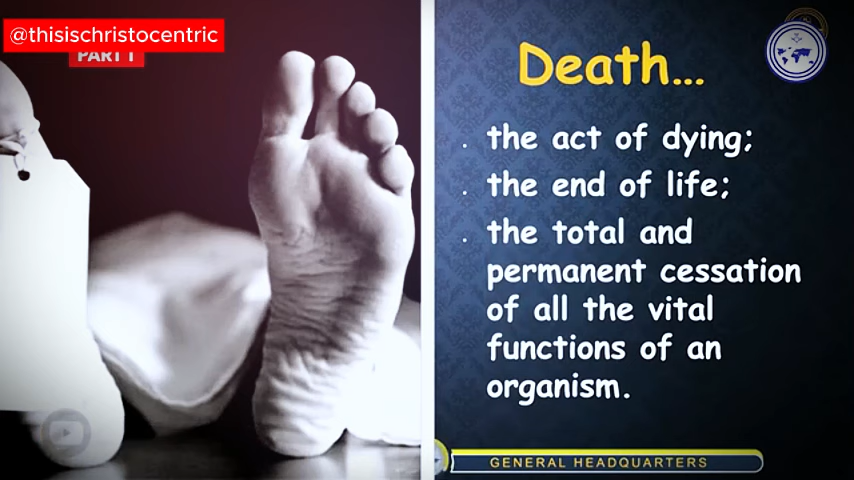 @thisischristocentric
PART 1
Death...
. the act of dying;
. the end of life;
. the total and
permanent cessation
of all the vital
functions of an
organism.
GENERAL HEADQUARTERS